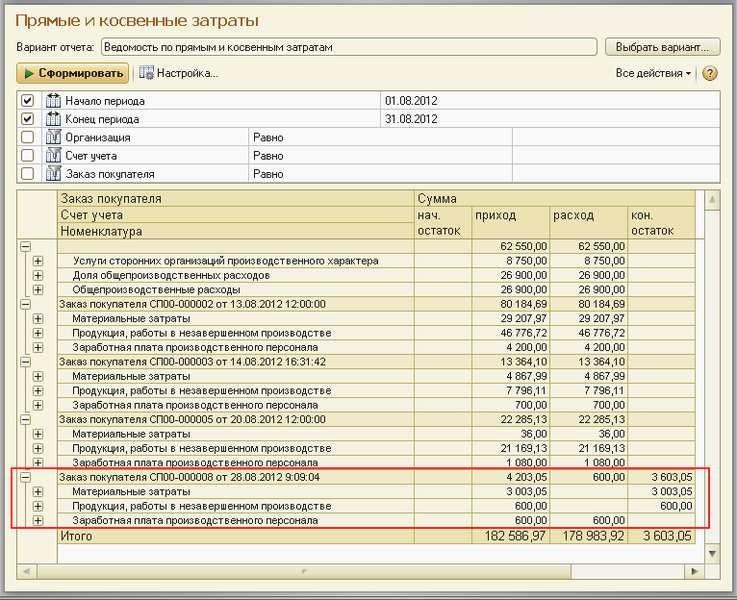 Прямые и косвенные затраты
Вариант отчета: Ведомость по прямым и косвенным затратам Выбрать вариант...
Сформировать Настройка... Все действия ?
Начало периода 01.08.2012
Конец периода 31.08.2012
Организация Равно
Счет учета Равно
Заказ покупателя Равно
Заказ покупателя Сумма
Счет учета нач. остаток приход расход кон. остаток
Номенклатура
62 550,00 62 550,00
Услуги сторонних организаций производственного характера 8 750,00 8 750,00
Доля общепроизводственных расходов 26 900,00 26 900,00
Общепроизводственные расходы 26 900,00 26 900,00
Заказ покупателя СП00-000002 от 13.08.2012 12:00:00 80 184,69 80 184,69
Материальные затраты 29 207,97 29 207,97
Продукция, работы в незавершенном производстве 46 776,72 46 776,72
Заработная плата производственного персонала 4 200,00 4 200,00
Заказ покупателя СП00-000003 от 14.08.2012 16:31:42 13 364,10 13 364,10
Материальные затраты 4 867,99 4 867,99
Продукция, работы в незавершенном производстве 7 796,11 7 796,11
Заработная плата производственного персонала 700,00 700,00
Заказ покупателя СП00-000005 от 20.08.2012 12:00:00 22 285,13 22 285,13
Материальные затраты 36,00 36,00
Продукция, работы в незавершенном производстве 21 169,13 21 169,13
Заработная плата производственного персонала 1 080,00 1 080,00
Заказ покупателя СП00-000008 от 28.08.2012 9:09:04 4 203,05 600,00 3 603,05
Материальные затраты 3 003,05 3 003,05
Продукция, работы в незавершенном производстве 600,00 600,00
Заработная плата производственного персонала 600,00 600,00
Итого 182 586,97 178 983,92 3 603,05